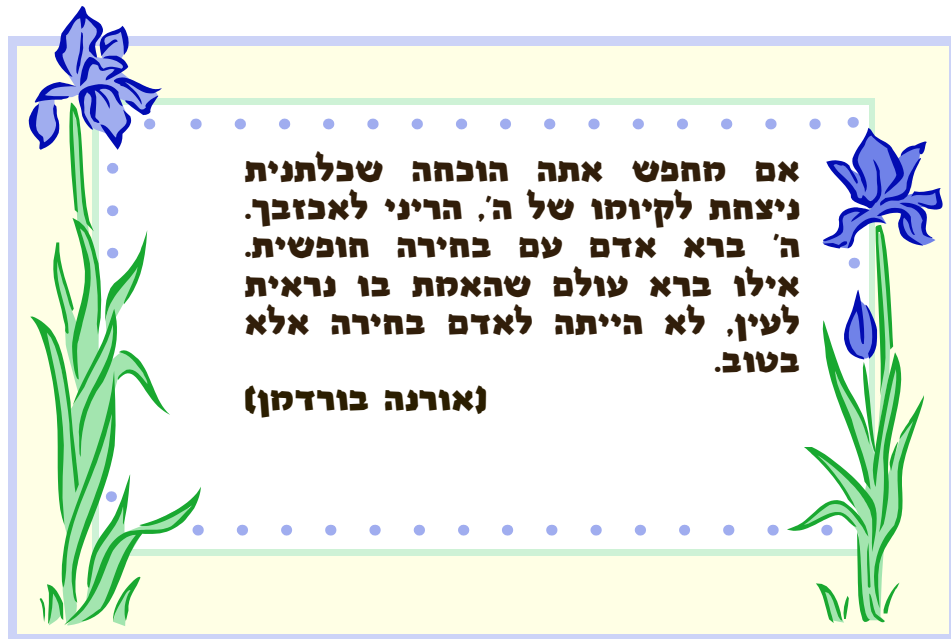 אם מחפש אתה הוכחה שכלתנית
ניצחת לקיומו של ה', הריני לאכזבך.
ה' ברא אדם עם בחירה חופשית.
אילו ברא עולם שהאמת בו נראית
לעין, לא הייתה לאדם בחירה אלא
בטוב.
(אורנה בורדמן)